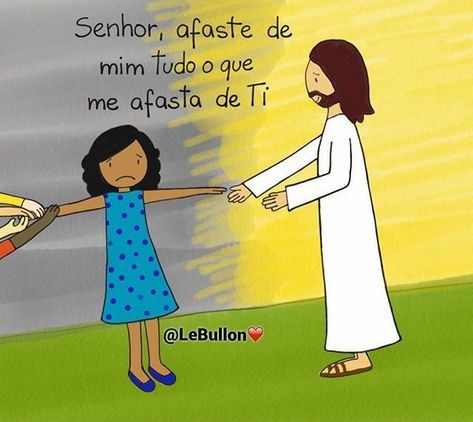 Senhor, afaste de
mim tudo o que
me afasta de Ti
@LeBullon❤️